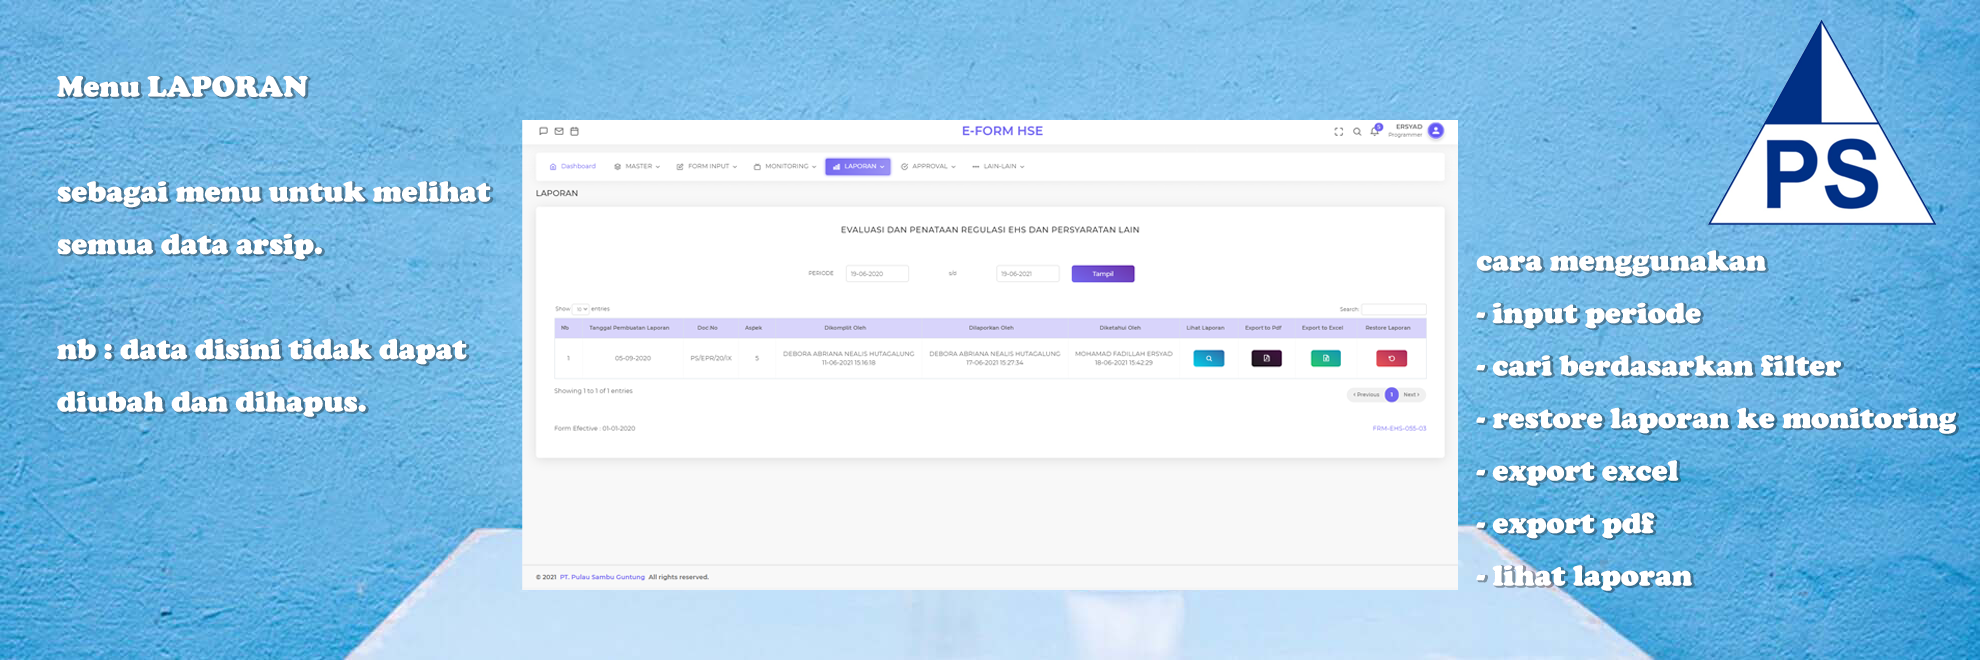 Menu LAPORAN
sebagai menu untuk melihat
semua data arsip.
nb : data disini tidak dapat
diubah dan dihapus.
E-FORM HSE
5
ERSYAD
Programmer
Dashboard MASTER FORM INPUT MONITORING LAPORAN APPROVAL LAIN-LAIN
LAPORAN
EVALUASI DAN PENATAAN REGULASI EHS DAN PERSYARATAN LAIN
PERIODE 19-06-2020 s/d 19-06-2021 Tampil
Show 10 entries Search:
Nb Tanggal Pembuatan Laporan Doc.No Aspek Dikomplit Oleh Dilaporkan Oleh Diketahui Oleh Lihat Laporan Export to Pdf Export to Excel Restore Laporan
1 05-09-2020 PS/EPR/20/IX 5 DEBORA ABRIANA NEALIS HUTAGALUNG DEBORA ABRIANA NEALIS HUTAGALUNG MOHAMAD FADILLAH ERSYAD
11-06-2021 15:16:18 17-06-2021 15:27:34 18-06-2021 15:42:29
Showing 1 to 1 of 1 entries
‹ Previous 1 Next ›
Form Efective : 01-01-2020 FRM-EHS-055-03
© 2021 PT. Pulau Sambu Guntung All rights reserved.
PS
cara menggunakan
- input periode
- cari berdasarkan filter
- restore laporan ke monitoring
- export excel
- export pdf
- lihat laporan